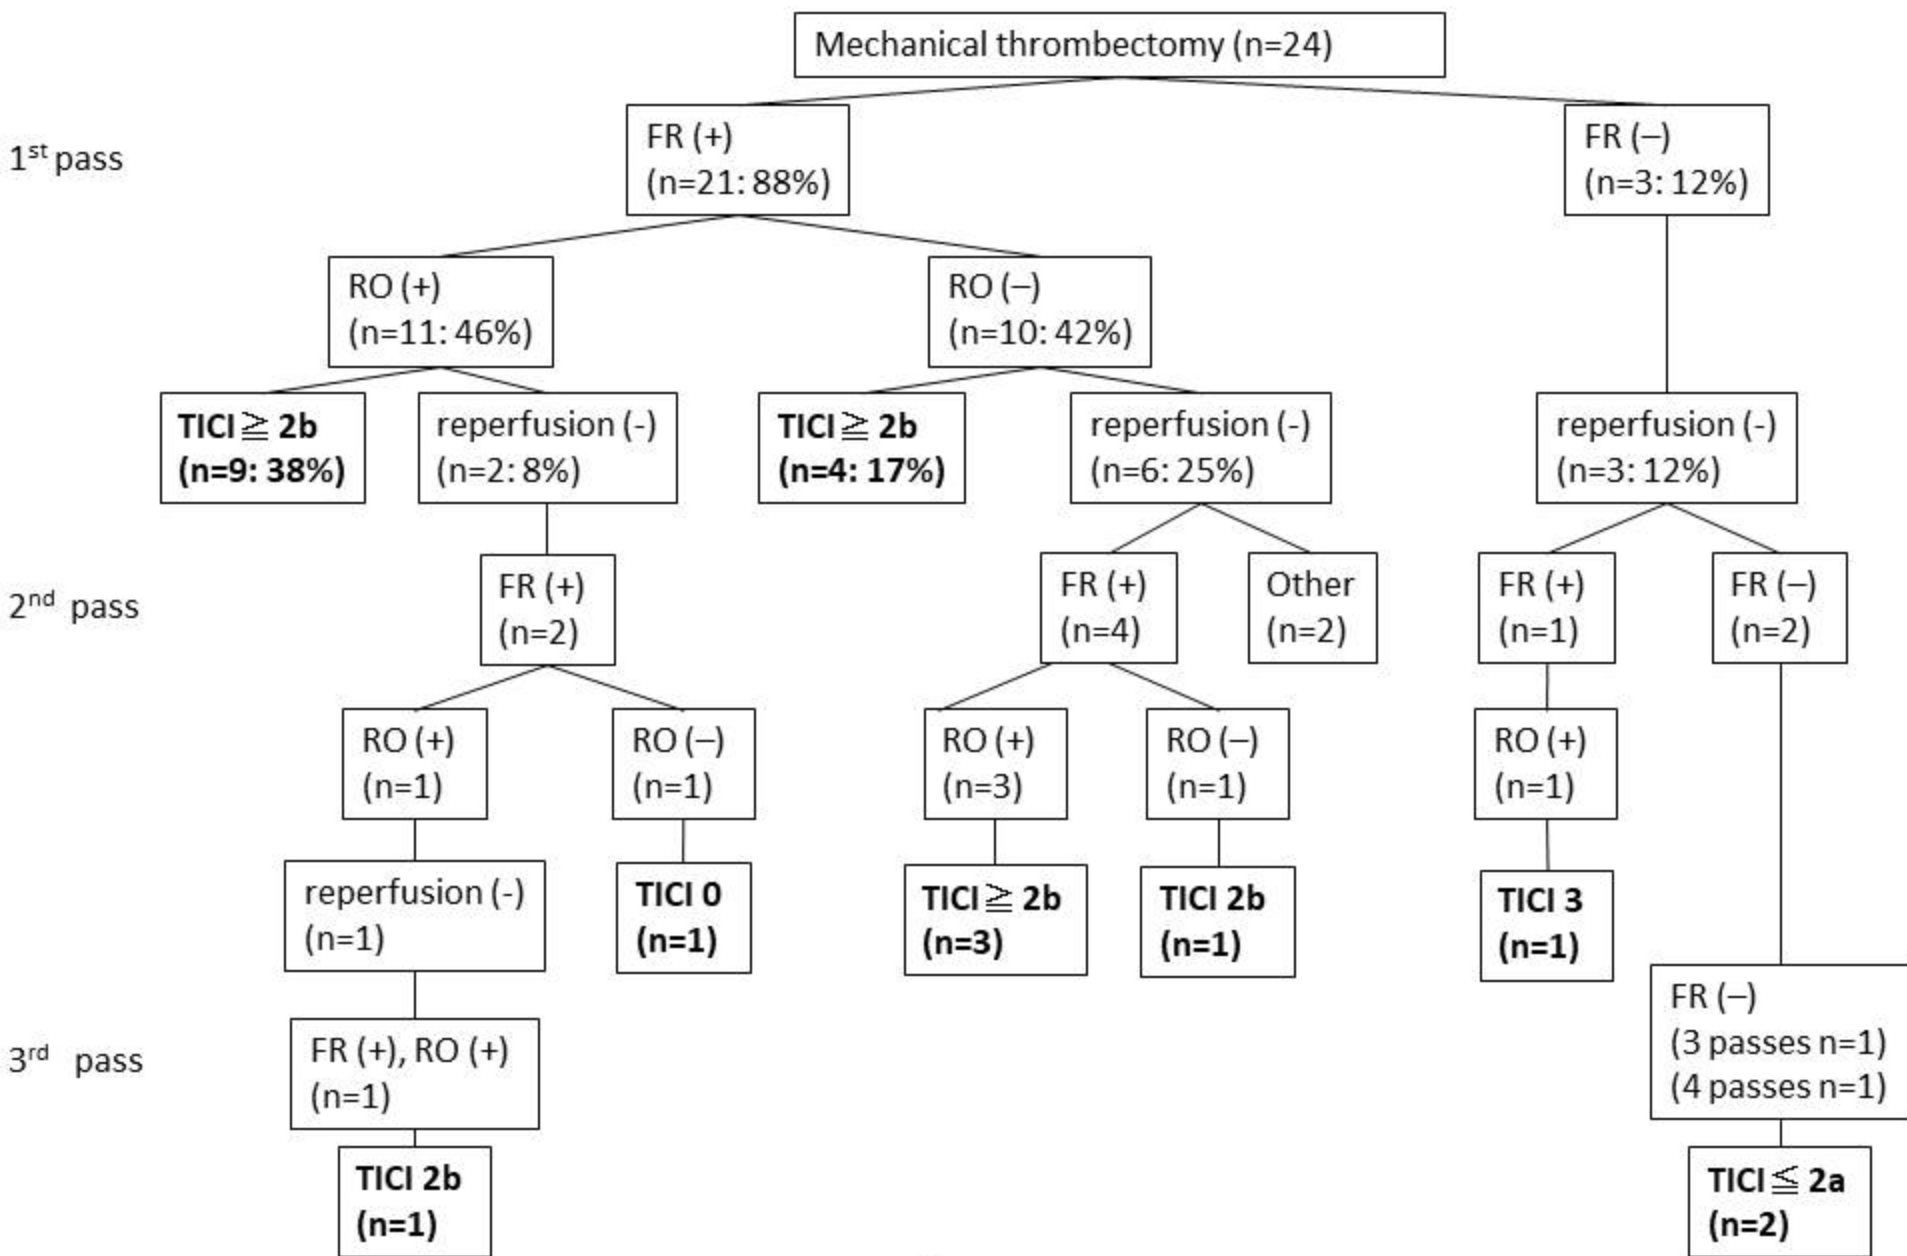 Mechanical thrombectomy (n=24)
1st pass
FR (+)
(n=21: 88%)
FR (–)
(n=3: 12%)
RO (+)
(n=11: 46%)
RO (–)
(n=10: 42%)
TICI ≧ 2b
(n=9: 38%)
reperfusion (-)
(n=2: 8%)
TICI ≧ 2b
(n=4: 17%)
reperfusion (-)
(n=6: 25%)
reperfusion (-)
(n=3: 12%)
2nd pass
FR (+)
(n=2)
FR (+)
(n=4)
Other
(n=2)
FR (+)
(n=1)
FR (–)
(n=2)
RO (+)
(n=1)
RO (–)
(n=1)
RO (+)
(n=3)
RO (–)
(n=1)
RO (+)
(n=1)
reperfusion (-)
(n=1)
TICI 0
(n=1)
TICI ≧ 2b
(n=3)
TICI 2b
(n=1)
TICI 3
(n=1)
3rd pass
FR (+), RO (+)
(n=1)
FR (–)
(3 passes n=1)
(4 passes n=1)
TICI 2b
(n=1)
TICI ≦ 2a
(n=2)